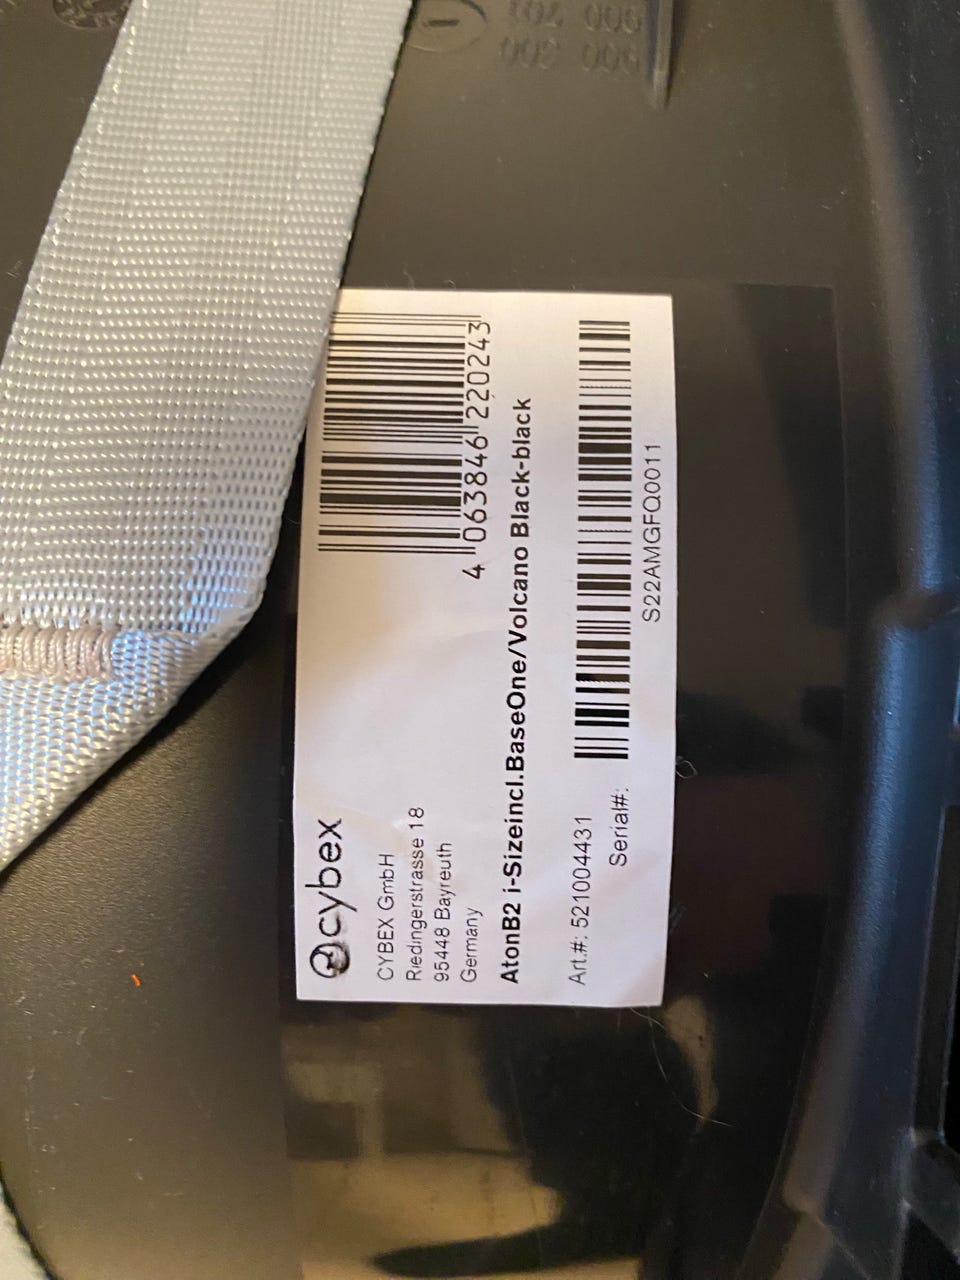 cybex
CYBEX GmbH
Riedingerstrasse 18
95448 Bayreuth
Germany
4 063846 220243
AtonB2 i-Sizeincl.BaseOne/Volcano Black-black
Art.#: 521004431
Serial#:
S22AMGFQ0011